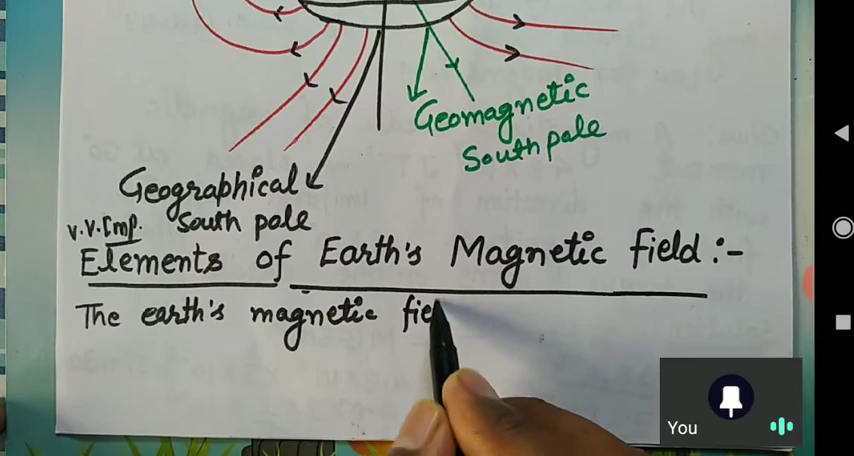 Geomagnetic
South pole
Geographical
South pole
V.V.Imp.
Elements of Earth's Magnetic field :-
The earth's magnetic fie
You